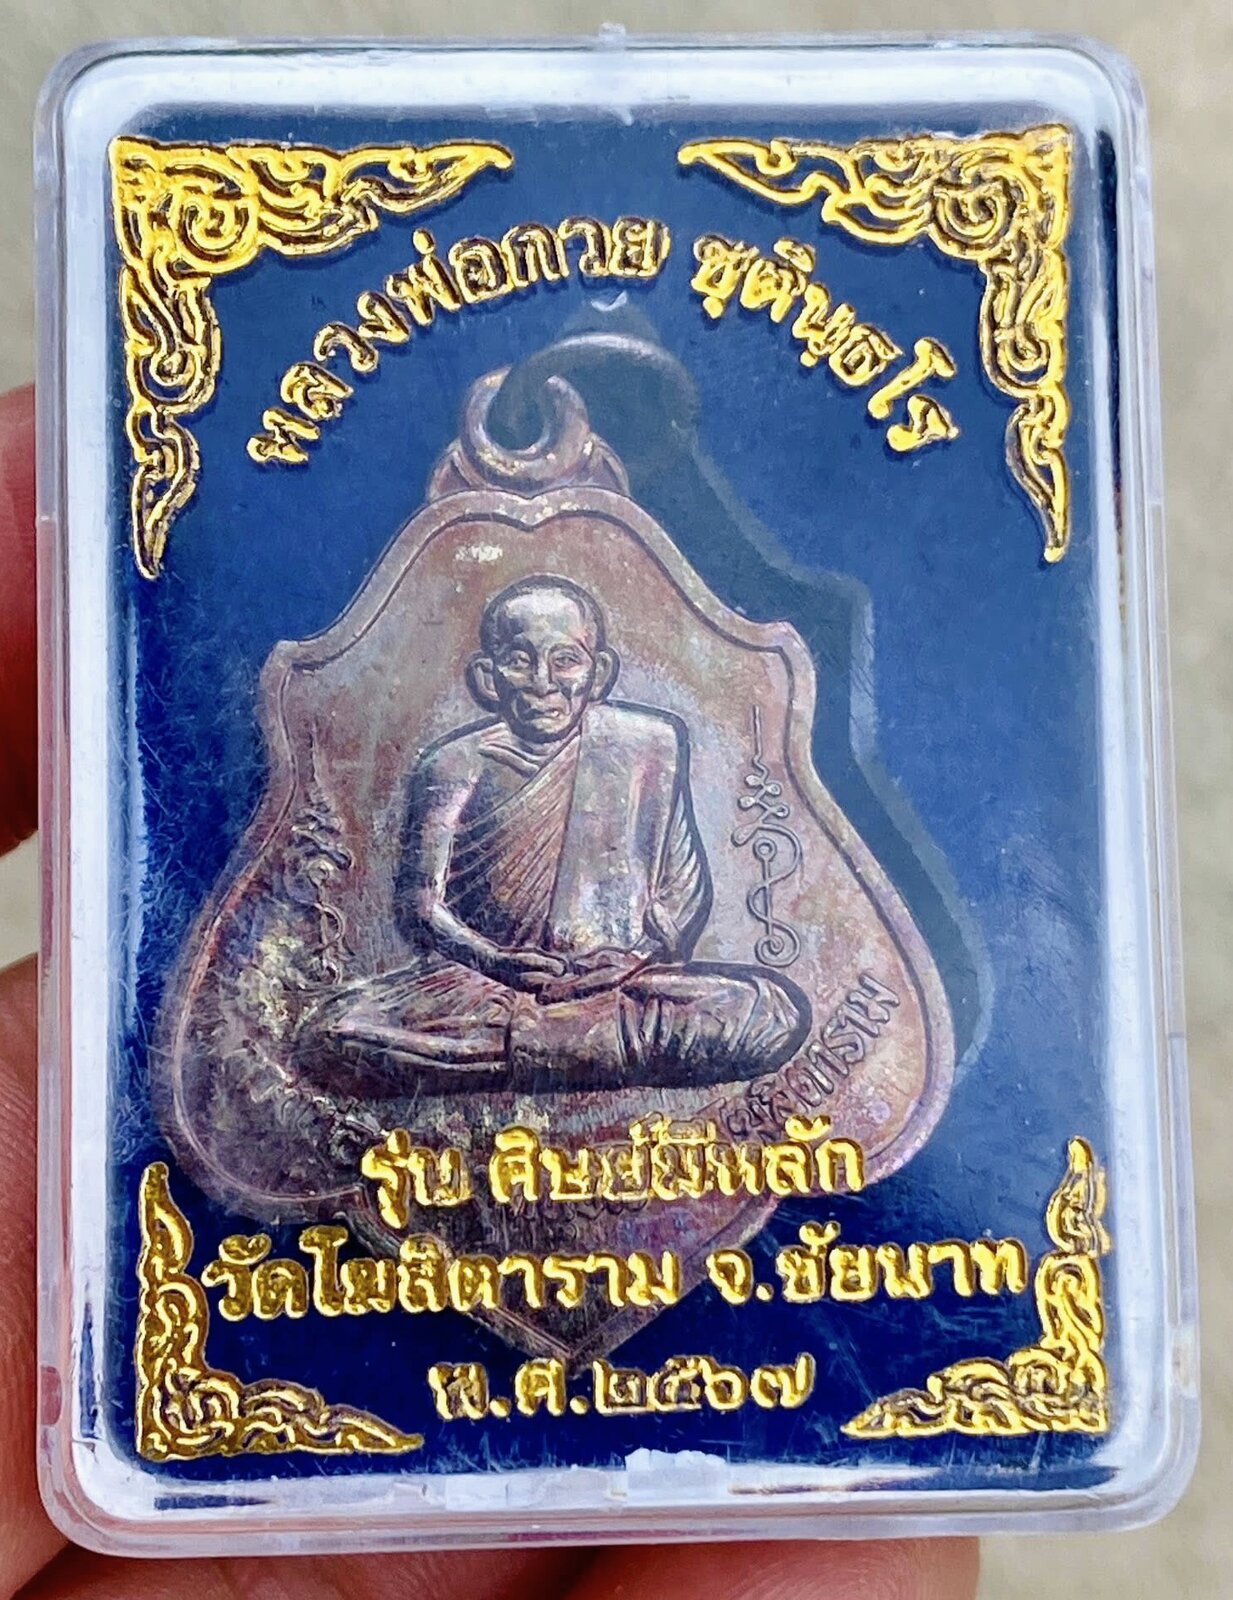 หลวงพ่อกวย ชุตินฺธโร
รุ่น ศิษย์มีหลัก
วัดโฆสิตาราม จ.ชัยนาท
พ.ศ.๒๕๖๗